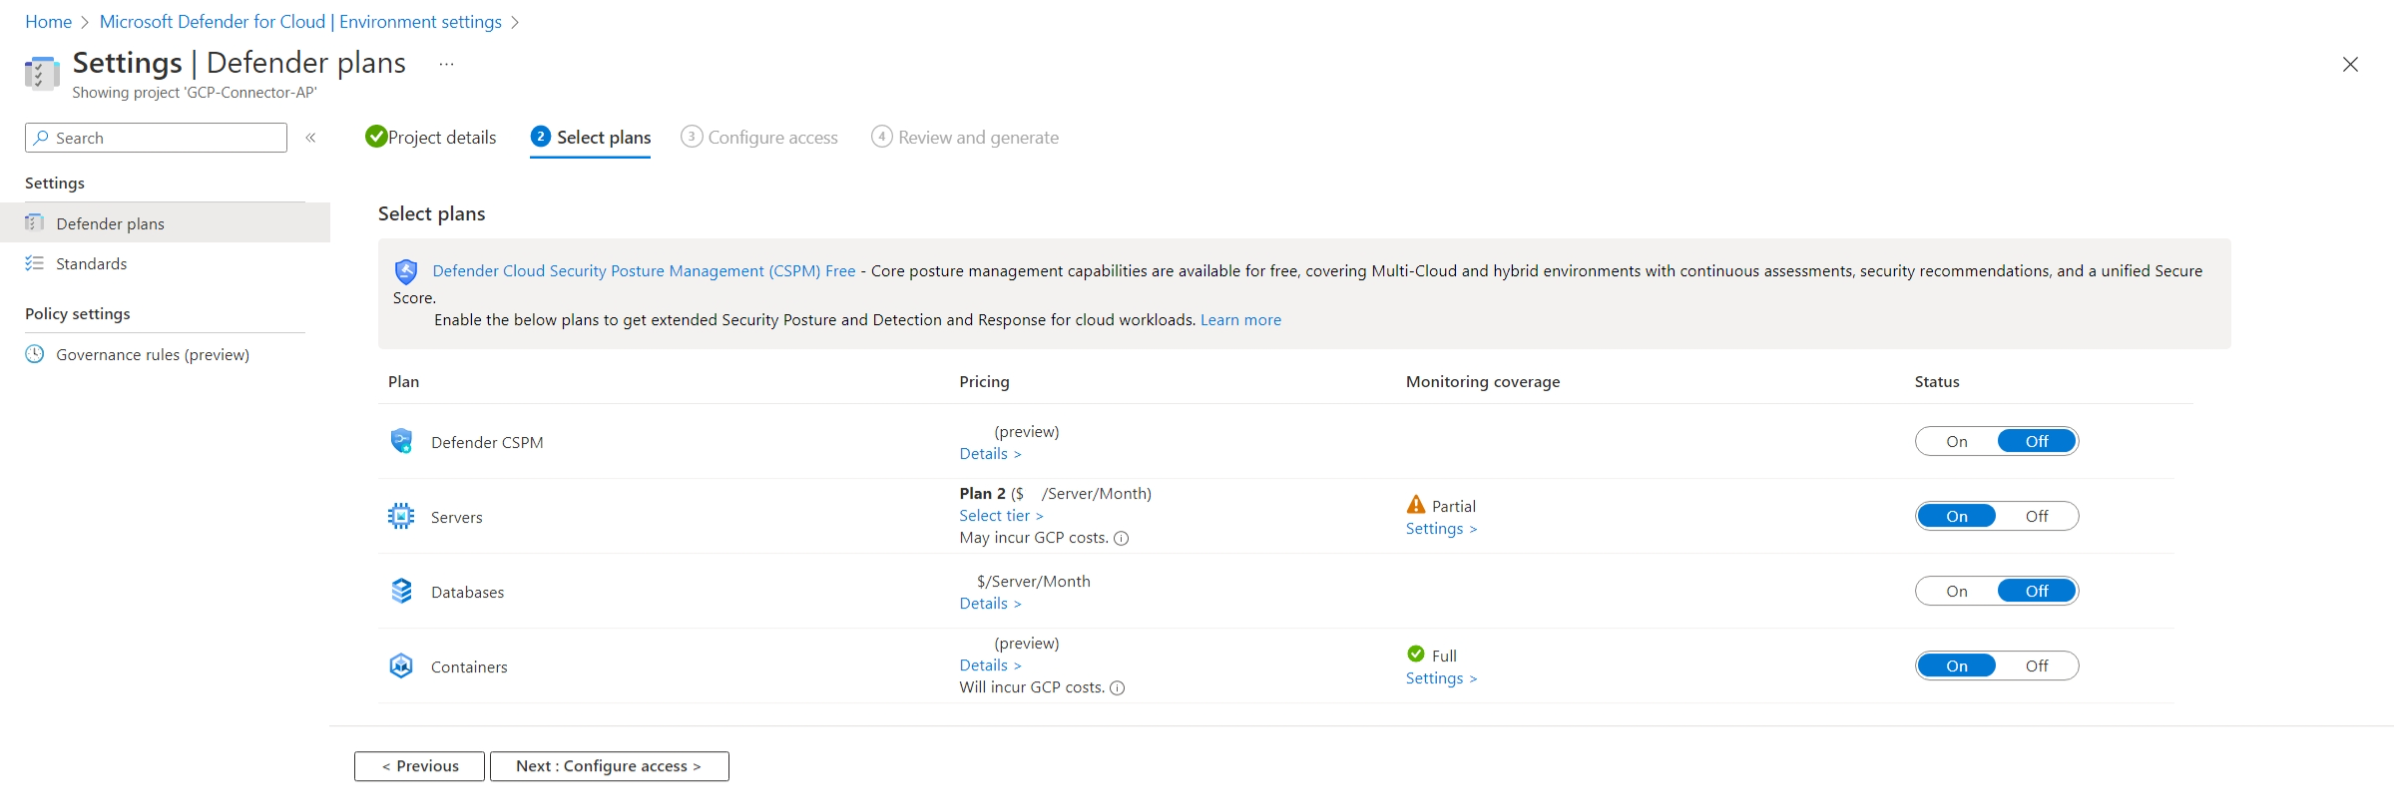 Home > Microsoft Defender for Cloud | Environment settings >
Settings | Defender plans ...
Showing project 'GCP-Connector-AP'
Search «
Project details 2 Select plans 3 Configure access 4 Review and generate
Settings
Defender plans
Standards
Policy settings
Governance rules (preview)
Select plans
Defender Cloud Security Posture Management (CSPM) Free - Core posture management capabilities are available for free, covering Multi-Cloud and hybrid environments with continuous assessments, security recommendations, and a unified Secure
Score.
Enable the below plans to get extended Security Posture and Detection and Response for cloud workloads. Learn more
Plan Pricing Monitoring coverage Status
Defender CSPM
(preview)
Details >
On Off
Servers
Plan 2 ($ /Server/Month)
Select tier >
May incur GCP costs.
Partial
Settings >
On Off
Databases
$/Server/Month
Details >
On Off
Containers
(preview)
Details >
Will incur GCP costs.
Full
Settings >
On Off
< Previous
Next : Configure access >